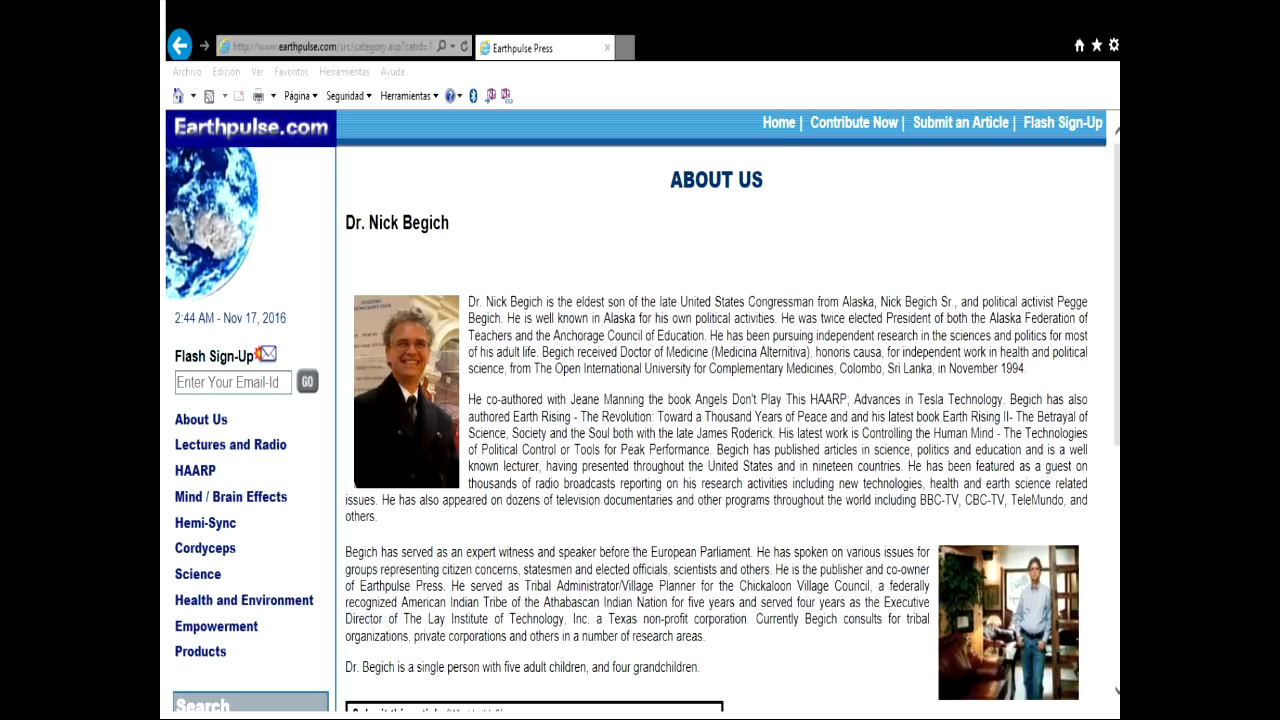 http://www.earthpulse.com/src/category.asp?catid=1
Earthpulse Press
Archivo Edición Ver Favoritos Herramientas Ayuda
Página Seguridad Herramientas
Earthpulse.com
Home | Contribute Now | Submit an Article | Flash Sign-Up
ABOUT US
Dr. Nick Begich
2:44 AM - Nov 17, 2016
Flash Sign-Up
Enter Your Email-Id GO
About Us
Lectures and Radio
HAARP
Mind / Brain Effects
Hemi-Sync
Cordyceps
Science
Health and Environment
Empowerment
Products
Search
Dr. Nick Begich is the eldest son of the late United States Congressman from Alaska, Nick Begich Sr., and political activist Pegge
Begich. He is well known in Alaska for his own political activities. He was twice elected President of both the Alaska Federation of
Teachers and the Anchorage Council of Education. He has been pursuing independent research in the sciences and politics for most
of his adult life. Begich received Doctor of Medicine (Medicina Alternitiva), honoris causa, for independent work in health and political
science, from The Open International University for Complementary Medicines, Colombo, Sri Lanka, in November 1994.
He co-authored with Jeane Manning the book Angels Don't Play This HAARP; Advances in Tesla Technology. Begich has also
authored Earth Rising - The Revolution: Toward a Thousand Years of Peace and and his latest book Earth Rising II- The Betrayal of
Science, Society and the Soul both with the late James Roderick. His latest work is Controlling the Human Mind - The Technologies
of Political Control or Tools for Peak Performance. Begich has published articles in science, politics and education and is a well
known lecturer, having presented throughout the United States and in nineteen countries. He has been featured as a guest on
thousands of radio broadcasts reporting on his research activities including new technologies, health and earth science related
issues. He has also appeared on dozens of television documentaries and other programs throughout the world including BBC-TV, CBC-TV, TeleMundo, and
others.
Begich has served as an expert witness and speaker before the European Parliament. He has spoken on various issues for
groups representing citizen concerns, statesmen and elected officials, scientists and others. He is the publisher and co-owner
of Earthpulse Press. He served as Tribal Administrator/Village Planner for the Chickaloon Village Council, a federally
recognized American Indian Tribe of the Athabascan Indian Nation for five years and served four years as the Executive
Director of The Lay Institute of Technology, Inc. a Texas non-profit corporation. Currently Begich consults for tribal
organizations, private corporations and others in a number of research areas.
Dr. Begich is a single person with five adult children, and four grandchildren.